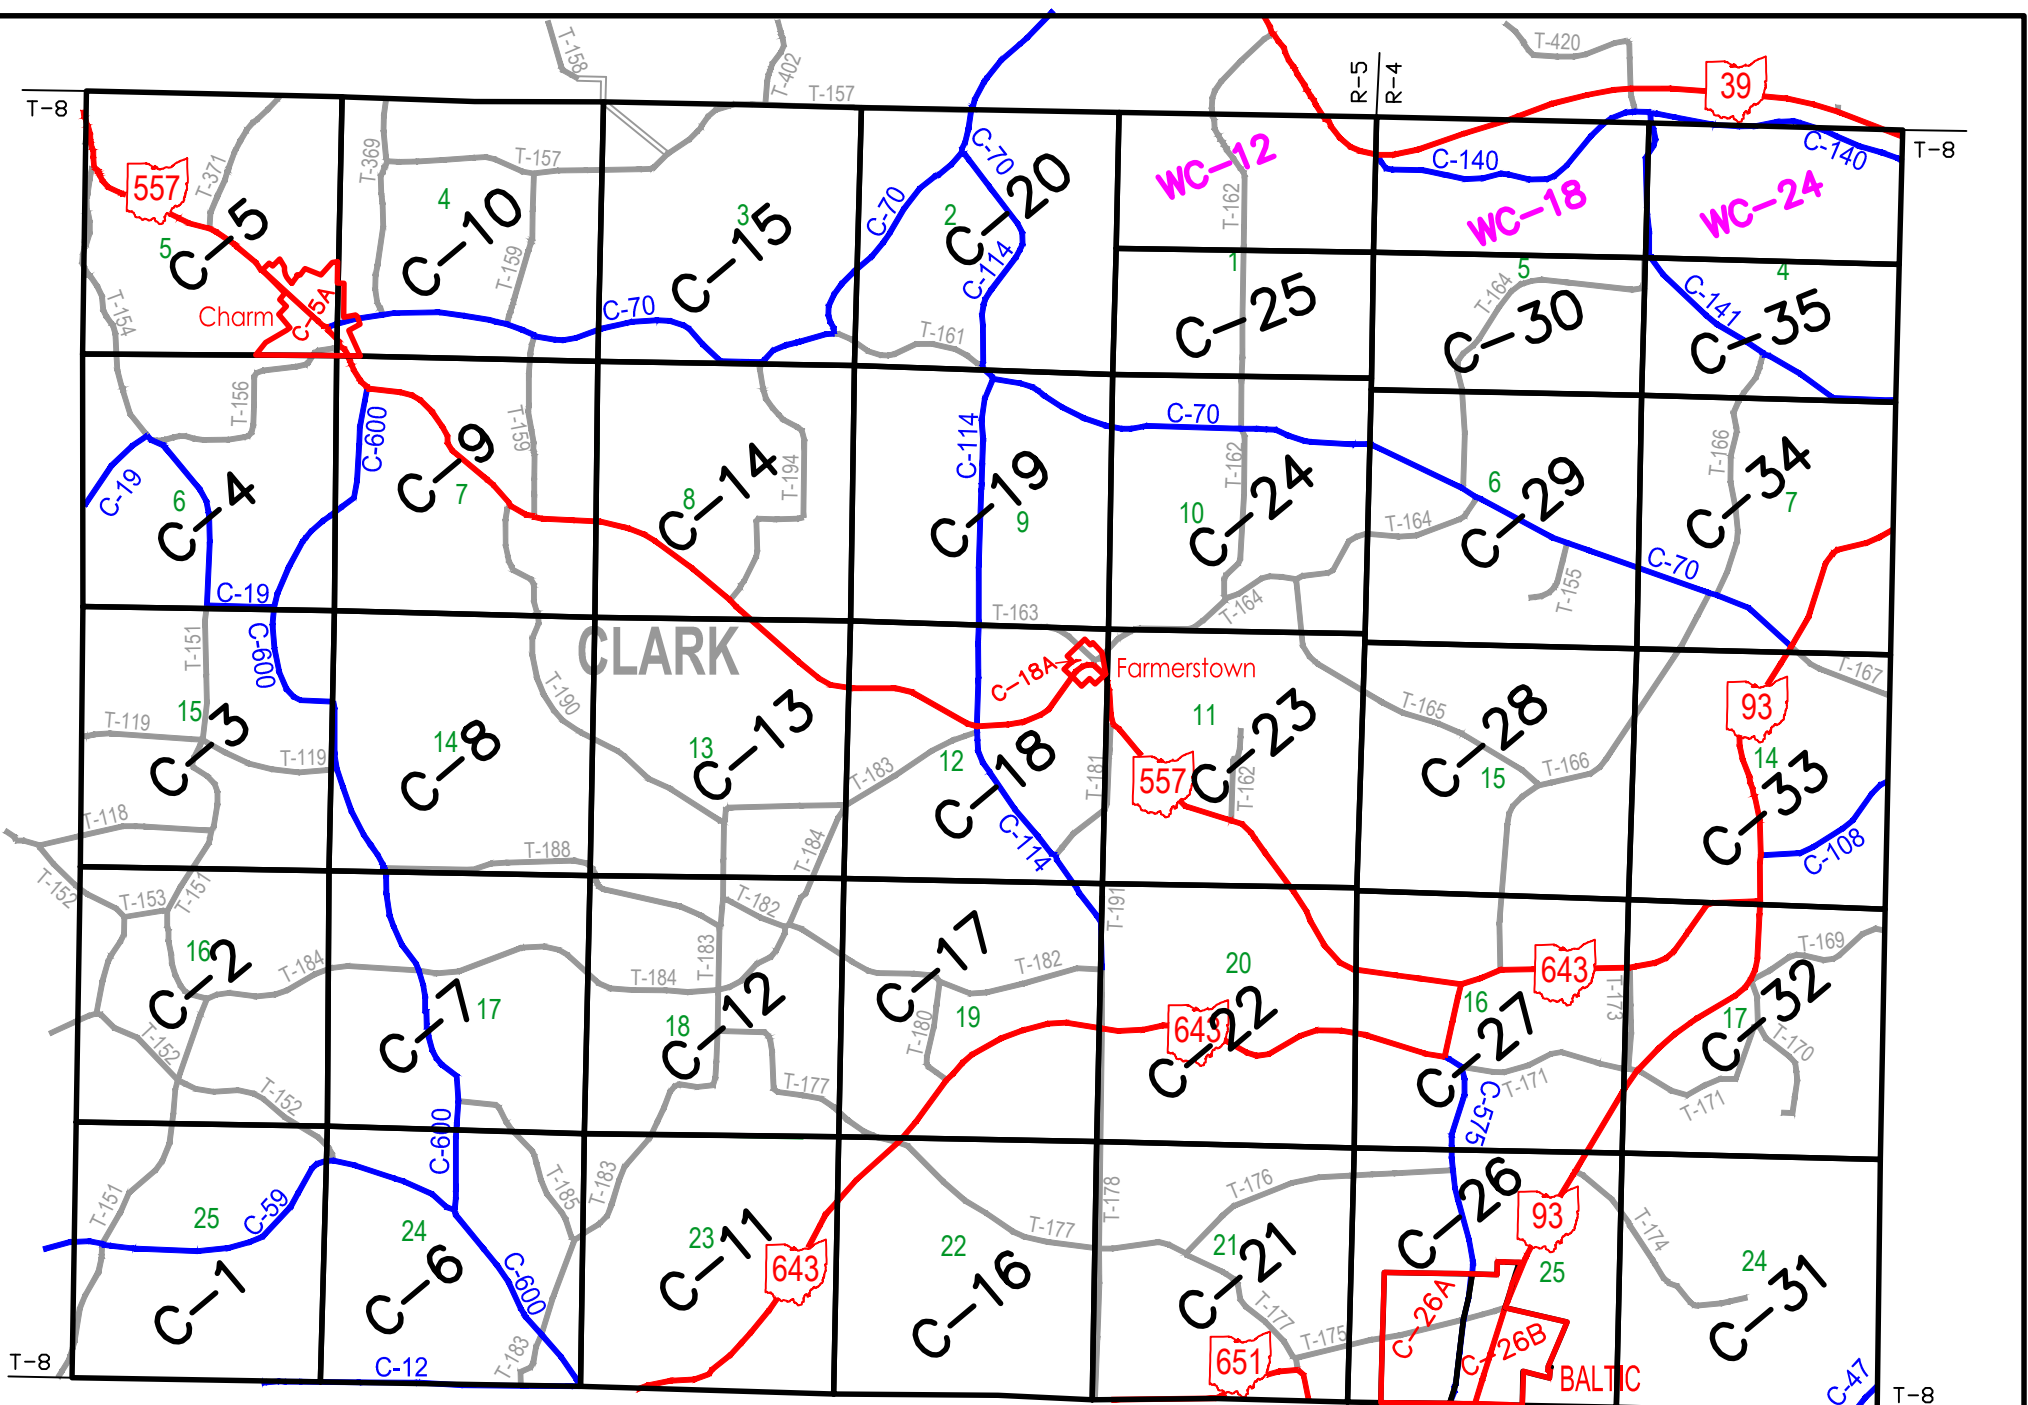 T-158
T-402
T-157
R-5
R-4
T-420
39
T-8
T-8
557
T-371
T-369
T-157
C-70
C-140
C-140
WC-12
WC-18
WC-24
C-5
5
4
C-10
3
C-15
C-70
2
C-20
T-162
T-159
C-114
1
C-25
T-164
5
C-30
4
C-141
C-35
T-154
Charm
C-5A
C-70
T-161
T-156
C-600
T-159
C-114
C-70
T-166
C-19
6
C-4
C-9
7
8
C-14
T-194
C-19
9
10
C-24
T-162
T-164
6
C-29
C-34
7
C-70
T-155
C-19
T-163
T-164
T-151
C-600
CLARK
C-18A
Farmerstown
T-167
T-190
T-119
15
C-3
T-119
14
C-8
13
C-13
T-183
12
C-18
T-181
557
11
C-23
T-162
T-165
C-28
15
T-166
93
14
C-33
C-108
T-118
T-188
T-184
C-114
T-152
T-153
T-151
T-182
T-191
16
C-2
T-184
C-7
17
T-184
T-183
18
C-12
C-17
T-182
T-180
19
20
643
C-22
643
16
C-27
T-173
T-169
17
C-32
T-170
T-152
T-152
T-177
T-171
T-171
C-575
C-600
T-151
C-59
25
24
C-6
T-185
T-183
23
C-11
643
T-177
22
C-16
T-178
T-176
21
C-21
C-26
93
25
T-174
24
C-31
C-1
C-600
T-177
T-175
651
C-26A
C-26B
BALTIC
T-8
C-12
T-183
C-47
T-8